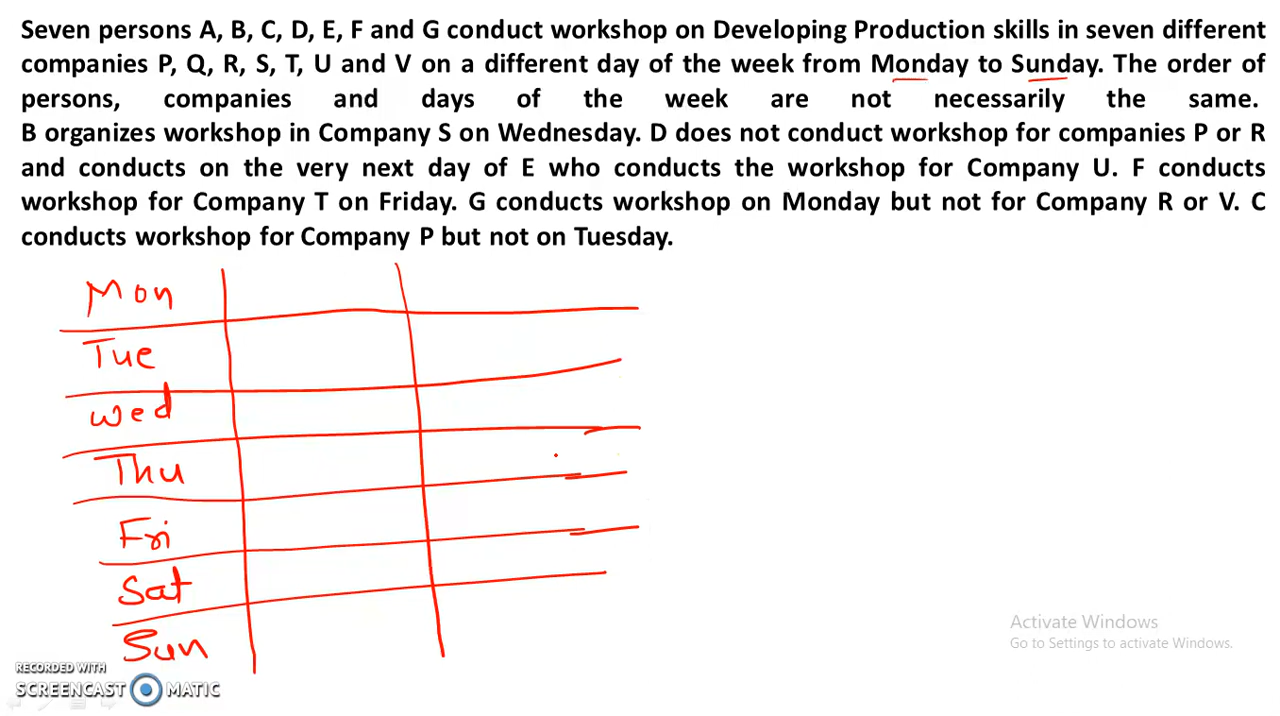 Seven persons A, B, C, D, E, F and G conduct workshop on Developing Production skills in seven different
companies P, Q, R, S, T, U and V on a different day of the week from Monday to Sunday. The order of
persons, companies and days of the week are not necessarily the same.
B organizes workshop in Company S on Wednesday. D does not conduct workshop for companies P or R
and conducts on the very next day of E who conducts the workshop for Company U. F conducts
workshop for Company T on Friday. G conducts workshop on Monday but not for Company R or V. C
conducts workshop for Company P but not on Tuesday.
Mon
Tue
Wed
Thu
Fri
Sat
Sun
Activate Windows
Go to Settings to activate Windows.
RECORDED WITH
SCREENCAST MATIC